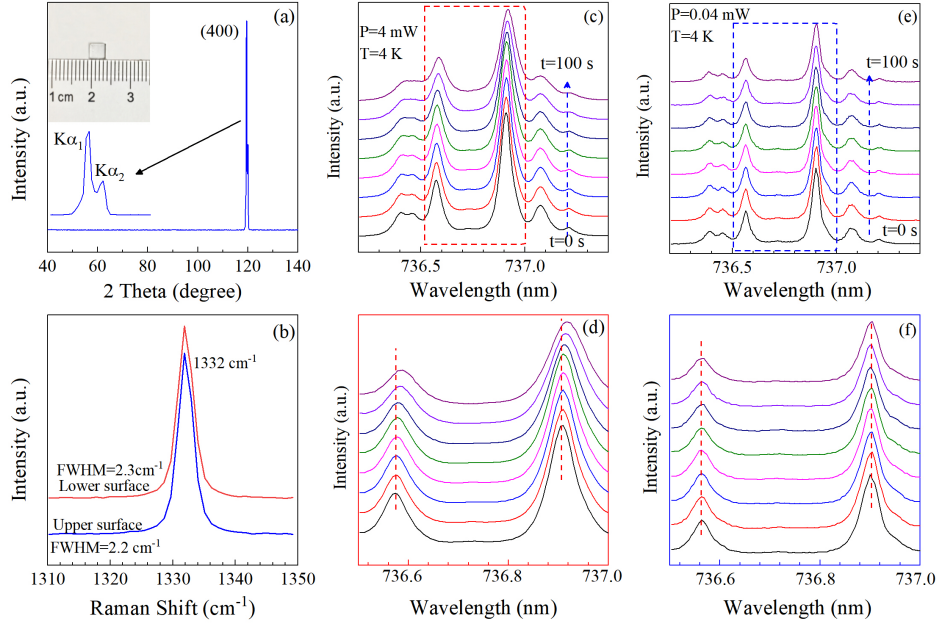 (a)
(400)
1 cm 2 3
Kα1
Kα2
Intensity (a.u.)
40 60 80 100 120 140
2 Theta (degree)
(c)
P=4 mW
T=4 K
t=100 s
t=0 s
Intensity (a.u.)
736.5 737.0
Wavelength (nm)
(e)
P=0.04 mW
T=4 K
t=100 s
t=0 s
Intensity (a.u.)
736.5 737.0
Wavelength (nm)
(b)
1332 cm-1
FWHM=2.3cm-1
Lower surface
Upper surface
FWHM=2.2 cm-1
Intensity (a.u.)
1310 1320 1330 1340 1350
Raman Shift (cm-1)
(d)
Intensity (a.u.)
736.6 736.8 737.0
Wavelength (nm)
(f)
Intensity (a.u.)
736.6 736.8 737.0
Wavelength (nm)